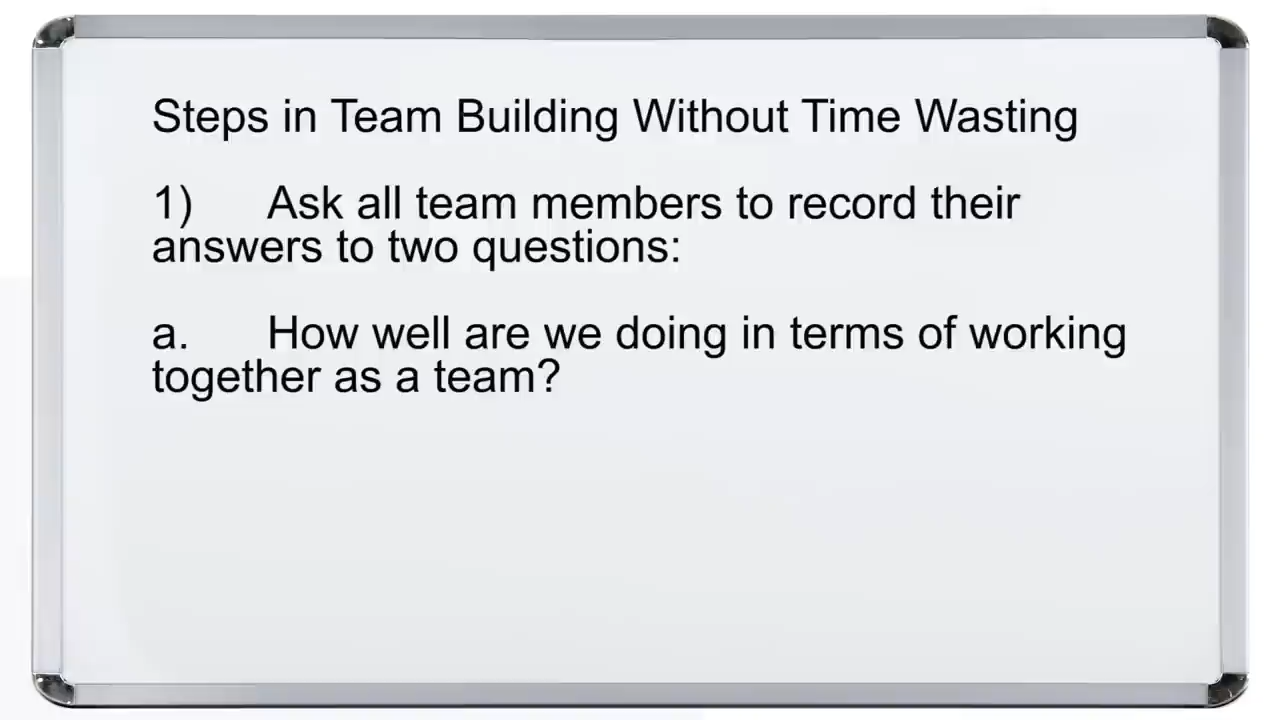 Steps in Team Building Without Time Wasting
1) Ask all team members to record their
answers to two questions:
a. How well are we doing in terms of working
together as a team?